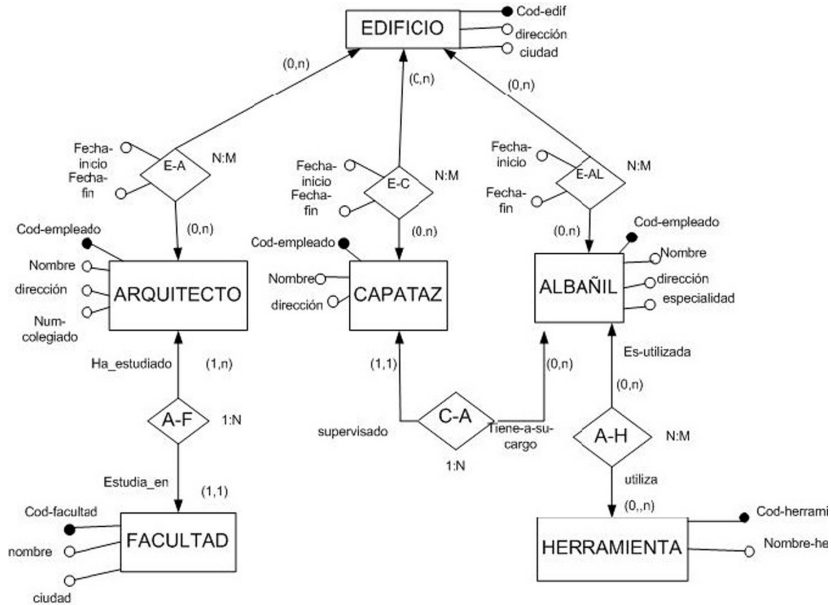 EDIFICIO
Cod-edif
dirección
ciudad
(0,n)
(0,n)
(0,n)
Fecha-
inicio
Fecha-
fin
E-A
N:M
Fecha-
inicio
Fecha-
fin
E-C
N:M
Fecha-
inicio
Fecha-
fin
E-AL
N:M
(0,n)
(0,n)
(0,n)
Cod-empleado
Nombre
dirección
Num-
colegiado
ARQUITECTO
Cod-empleado
Nombre
dirección
CAPATAZ
Cod-empleado
Nombre
dirección
especialidad
ALBAÑIL
Ha_estudiado
(1,n)
A-F
1:N
Estudia_en
(1,1)
(1,1)
(0,n)
supervisado
C-A
Tiene-a-su-
cargo
1:N
Es-utilizada
(0,n)
A-H
N:M
utiliza
(0,,n)
Cod-facultad
nombre
ciudad
FACULTAD
HERRAMIENTA
Cod-herrami
Nombre-he